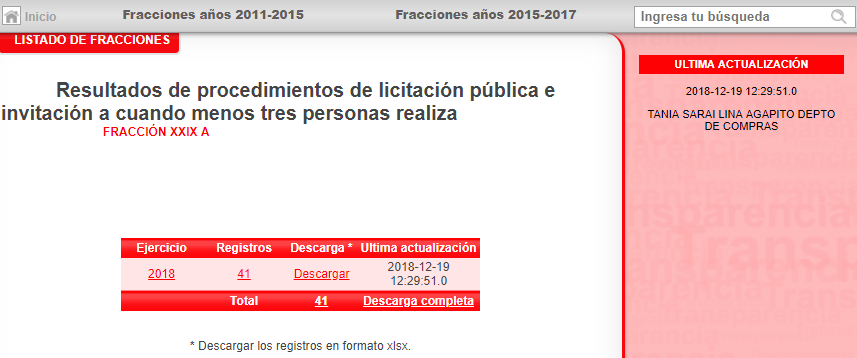 Inicio
Fracciones años 2011-2015
Fracciones años 2015-2017
Ingresa tu búsqueda
LISTADO DE FRACCIONES
Resultados de procedimientos de licitación pública e
invitación a cuando menos tres personas realiza
FRACCIÓN XXIX A
Ejercicio Registros Descarga * Ultima actualización
2018 41 Descargar 2018-12-19
12:29:51.0
Total 41 Descarga completa
* Descargar los registros en formato xlsx.
ULTIMA ACTUALIZACIÓN
2018-12-19 12:29:51.0
TANIA SARAI LINA AGAPITO DEPTO
DE COMPRAS